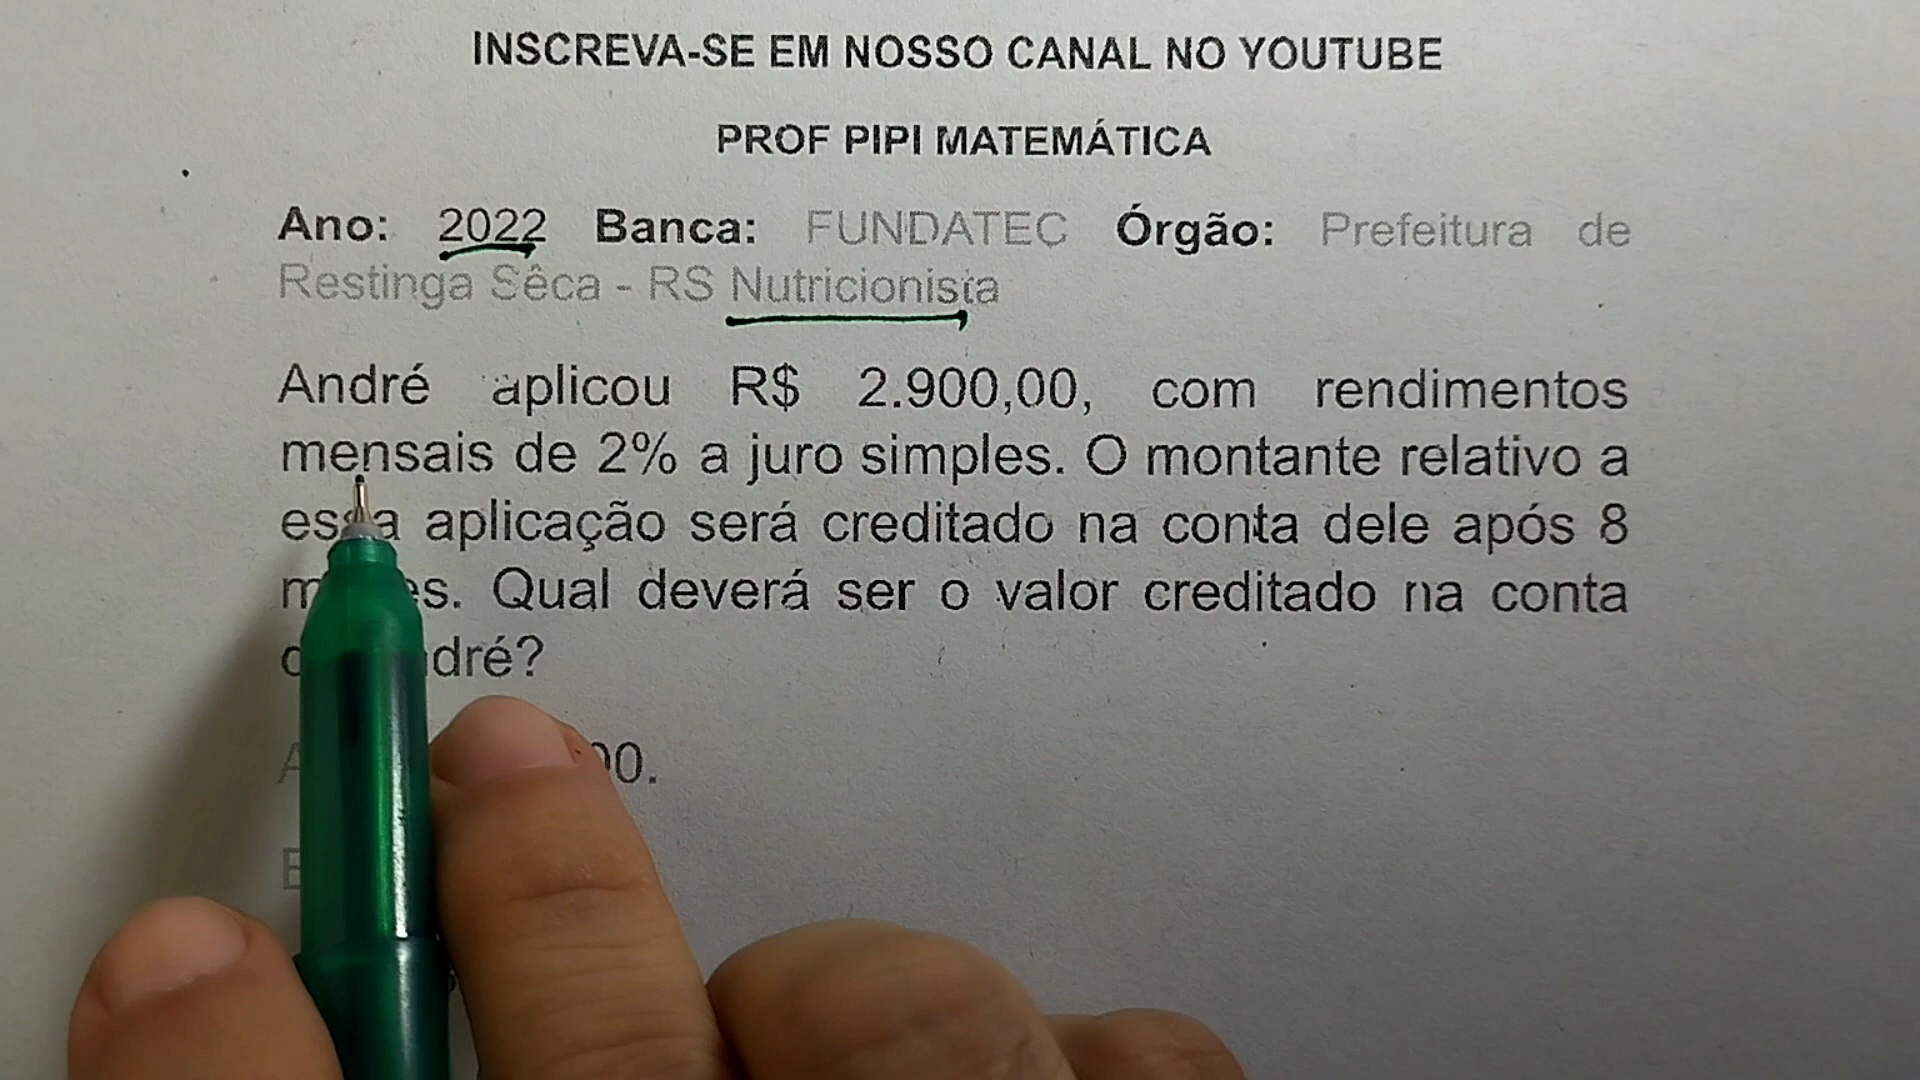 INSCREVA-SE EM NOSSO CANAL NO YOUTUBE
PROF PIPI MATEMÁTICA
Ano: 2022 Banca: FUNDATEC Órgão: Prefeitura de
Restinga Sêca - RS Nutricionista
André aplicou R$ 2.900,00, com rendimentos
mensais de 2% a juro simples. O montante relativo a
essa aplicação será creditado na conta dele após 8
Qual deverá ser o valor creditado na conta